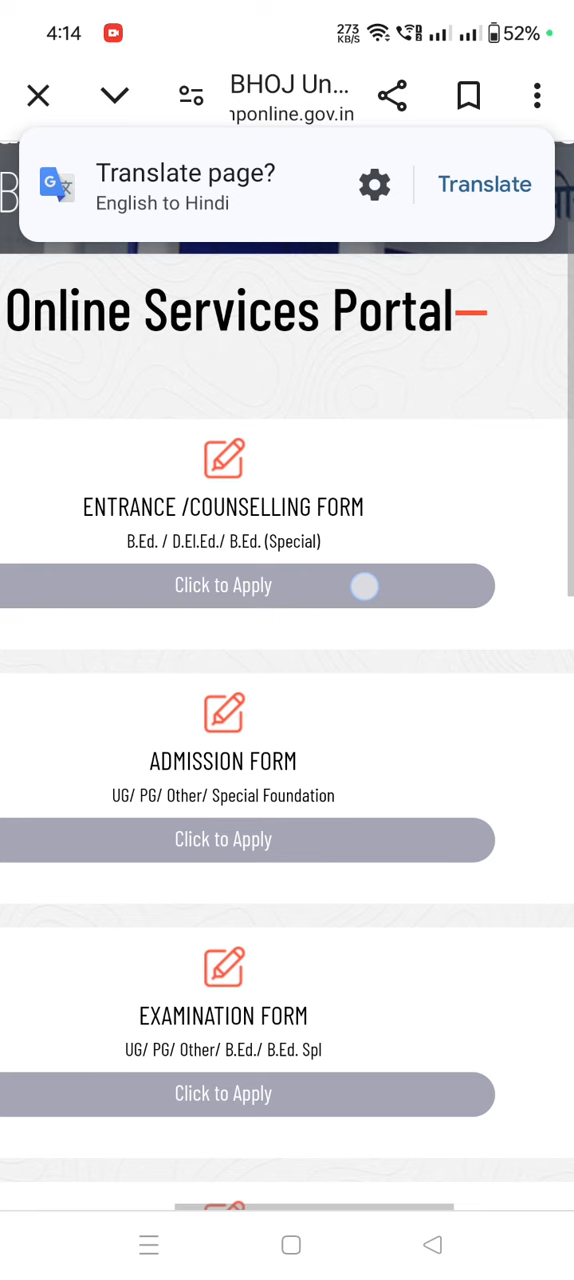 4:14
273 KB/S
52%
BHOJ Un...
nponline.gov.in
Translate page?
English to Hindi
Translate
B
Online Services Portal
ENTRANCE /COUNSELLING FORM
B.Ed. / D.El.Ed./ B.Ed. (Special)
Click to Apply
ADMISSION FORM
UG/ PG/ Other/ Special Foundation
Click to Apply
EXAMINATION FORM
UG/ PG/ Other/ B.Ed./ B.Ed. Spl
Click to Apply